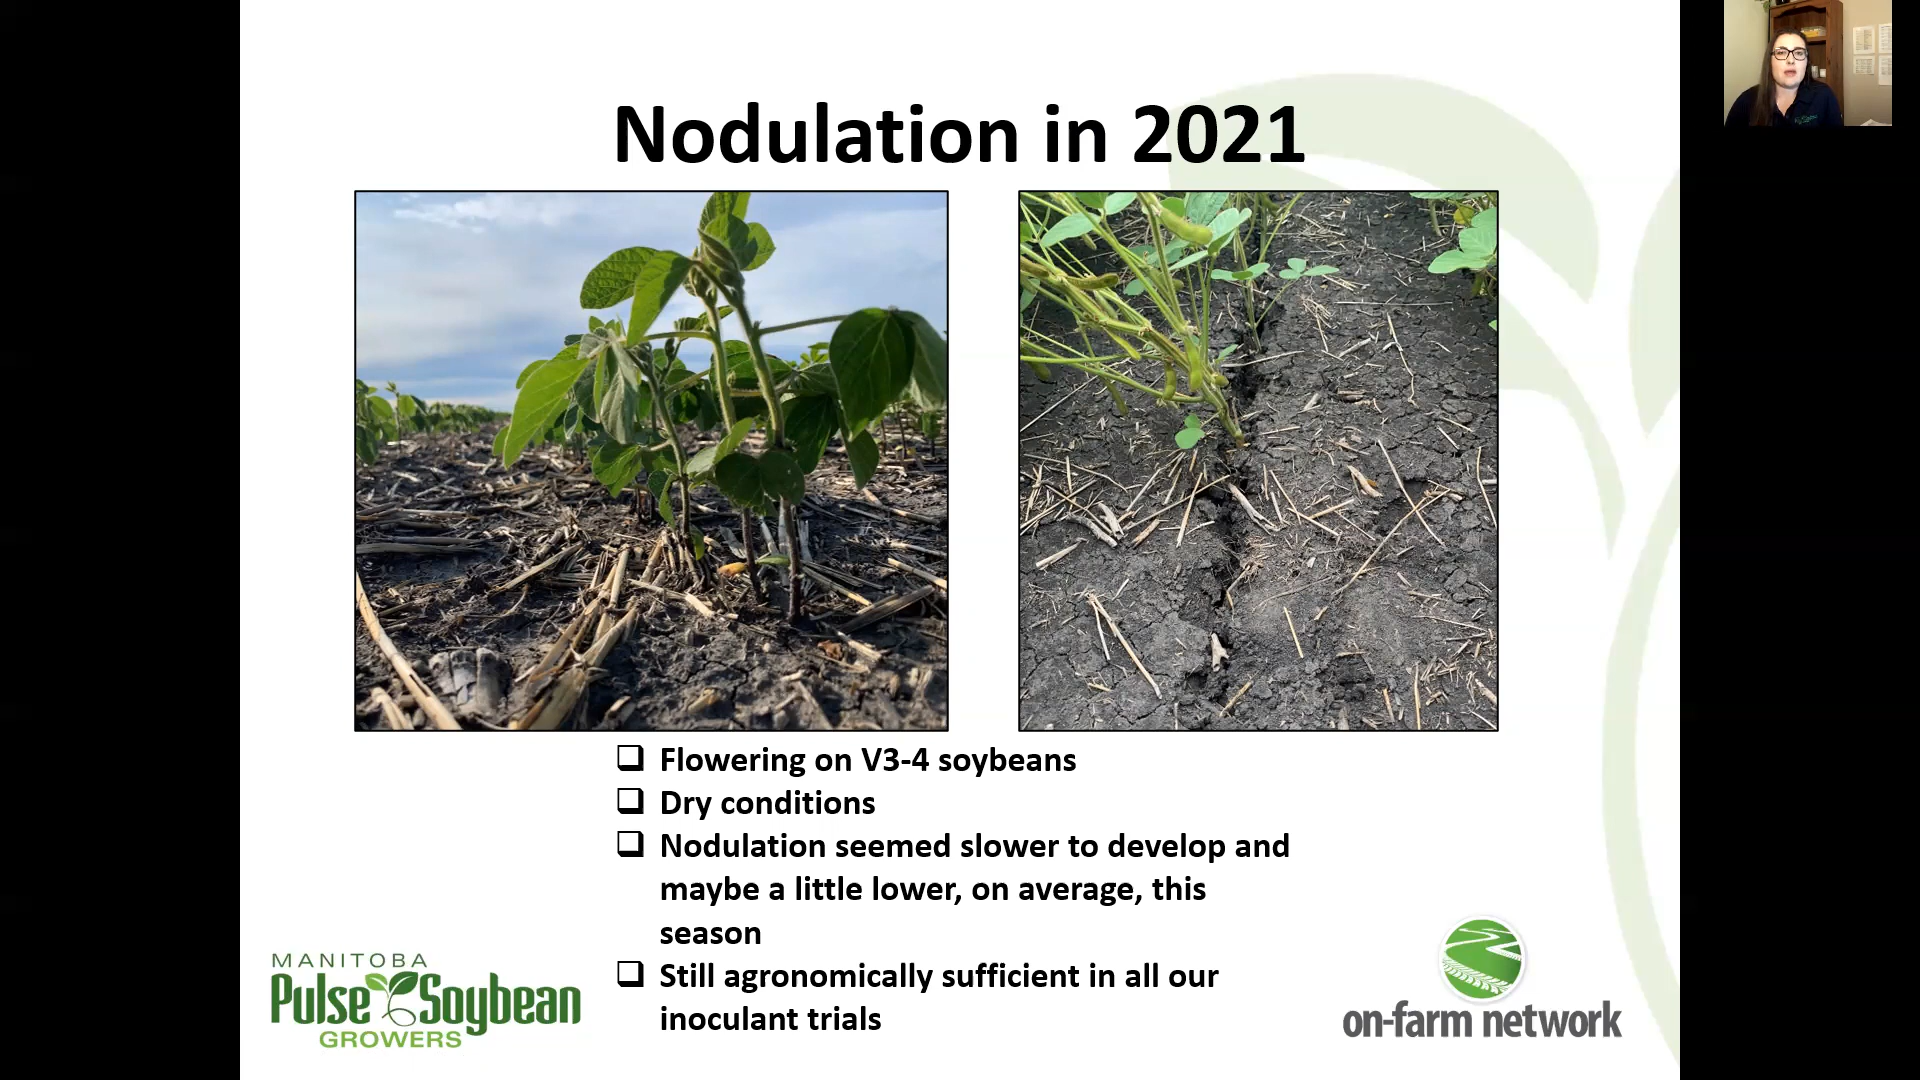 Nodulation in 2021
Flowering on V3-4 soybeans
Dry conditions
Nodulation seemed slower to develop and
maybe a little lower, on average, this
season
Still agronomically sufficient in all our
inoculant trials
MANITOBA
Pulse Soybean
GROWERS
on-farm network